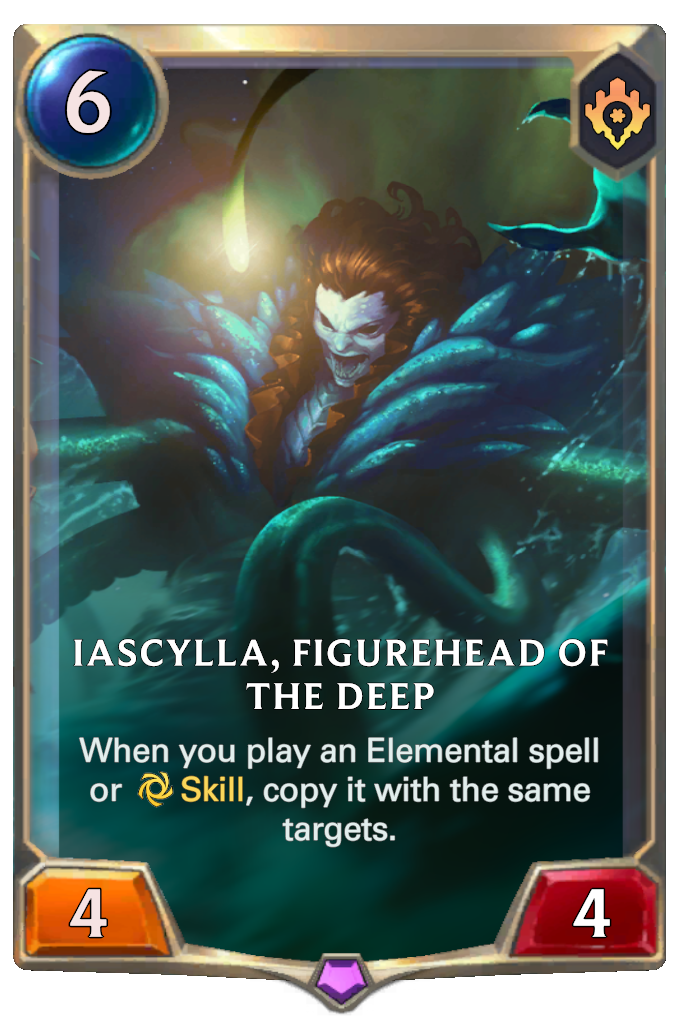 6
IASCYLLA, FIGUREHEAD OF
THE DEEP
When you play an Elemental spell
or Skill, copy it with the same
targets.
4 4